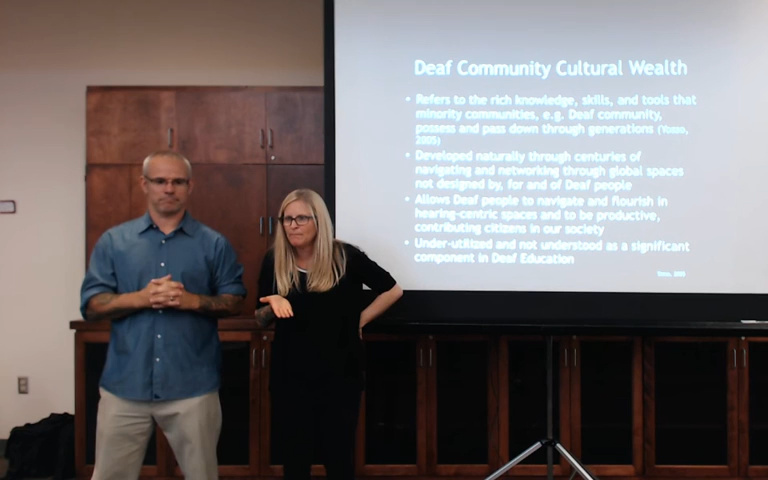 Deaf Community Cultural Wealth
• Refers to the rich knowledge, skills, and tools that
minority communities, e.g. Deaf community,
possess and pass down through generations (Yosso,
2005)
• Developed naturally through centuries of
navigating and networking through global spaces
not designed by, for and of Deaf people
• Allows Deaf people to navigate and flourish in
hearing-centric spaces and to be productive,
contributing citizens in our society
• Under-utilized and not understood as a significant
component in Deaf Education
Yosso, 2005